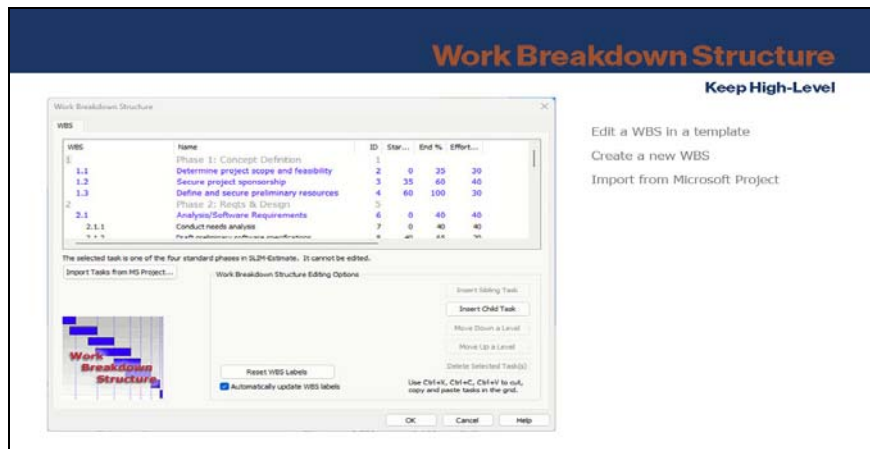 Work Breakdown Structure
Keep High-Level
Edit a WBS in a template
Create a new WBS
Import from Microsoft Project
Work Breakdown Structure
WBS
WBS Name ID Star... End % Effort...
1 Phase 1: Concept Definition 1
1.1 Determine project scope and feasibility 2 0 35 30
1.2 Secure project sponsorship 3 35 60 40
1.3 Define and secure preliminary resources 4 60 100 30
2 Phase 2: Reqts & Design 5
2.1 Analysis/Software Requirements 6 0 40 40
2.1.1 Conduct needs analysis 7 0 40 40
The selected task is one of the four standard phases in SLIM-Estimate. It cannot be edited.
Import Tasks from MS Project...
Work Breakdown Structure Editing Options
Insert Sibling Task
Insert Child Task
Move Down a Level
Move Up a Level
Delete Selected Task(s)
Work
Breakdown
Structure
Reset WBS Labels
Automatically update WBS labels
Use Ctrl+X, Ctrl+C, Ctrl+V to cut,
copy and paste tasks in the grid.
OK Cancel Help